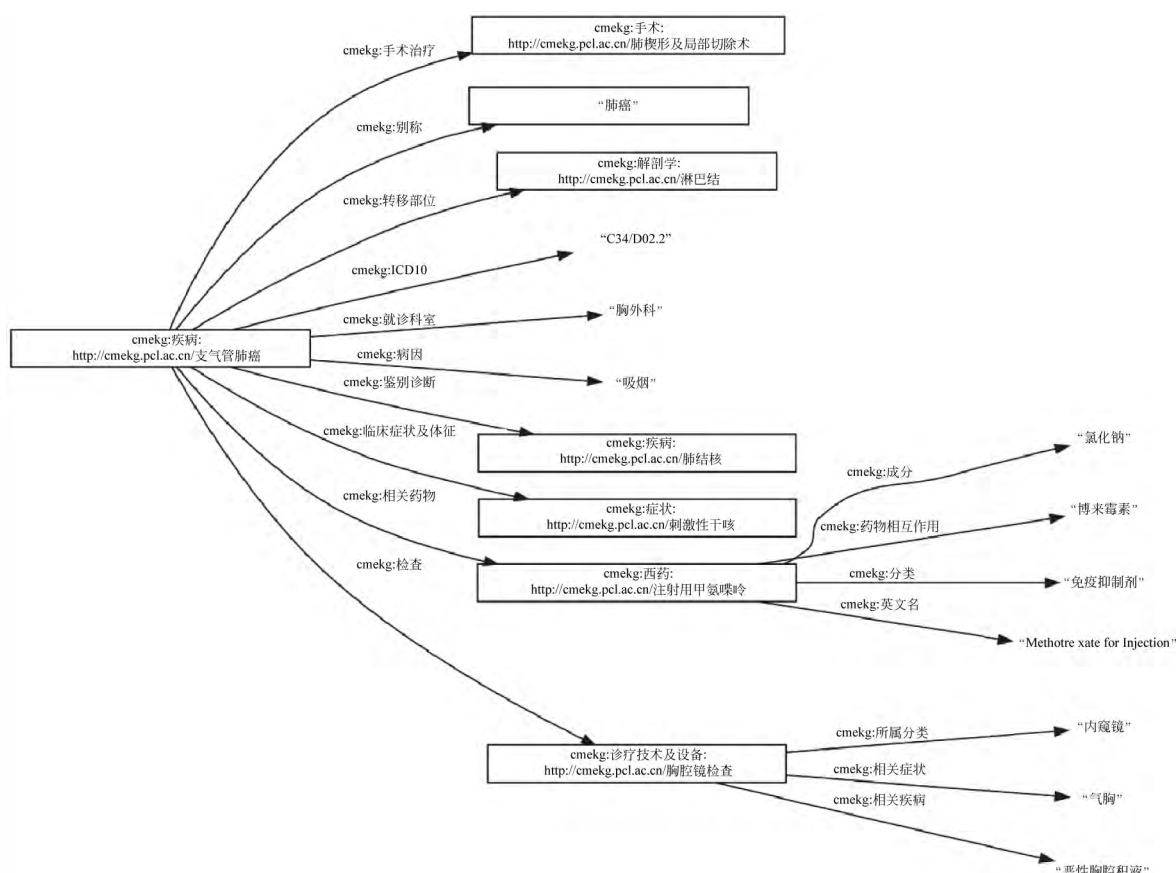 cmekg:手术:
http://cmekg.pcl.ac.cn/肺楔形及局部切除术
cmekg:手术治疗
“肺癌”
cmekg:别称
cmekg:解剖学:
http://cmekg.pcl.ac.cn/淋巴结
cmekg:转移部位
“C34/D02.2”
cmekg:ICD10
“胸外科”
cmekg:就诊科室
cmekg:疾病:
http://cmekg.pcl.ac.cn/支气管肺癌
cmekg:病因
“吸烟”
cmekg:鉴别诊断
cmekg:临床症状及体征
cmekg:疾病:
http://cmekg.pcl.ac.cn/肺结核
“氯化钠”
cmekg:成分
cmekg:相关药物
cmekg:症状:
http://cmekg.pcl.ac.cn/刺激性干咳
“博来霉素”
cmekg:药物相互作用
cmekg:检查
cmekg:西药:
http://cmekg.pcl.ac.cn/注射用甲氨喋呤
cmekg:分类
“免疫抑制剂”
cmekg:英文名
“Methotre xate for Injection”
“内窥镜”
cmekg:所属分类
cmekg:诊疗技术及设备:
http://cmekg.pcl.ac.cn/胸腔镜检查
cmekg:相关症状
“气胸”
cmekg:相关疾病
“恶性胸腔积液”